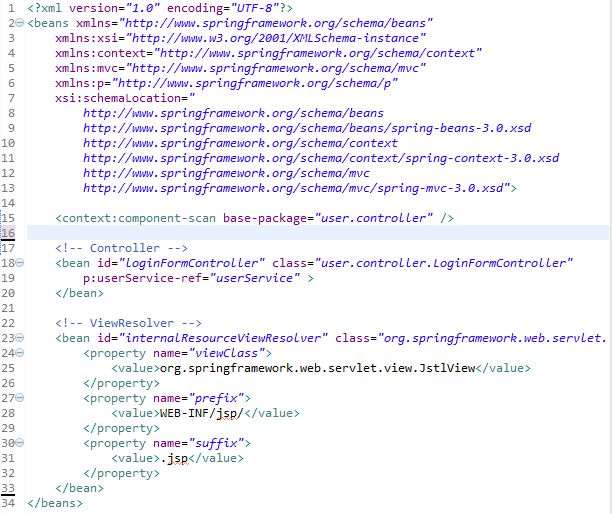 1 <?xml version="1.0" encoding="UTF-8"?>
2 <beans xmlns="http://www.springframework.org/schema/beans"
3 xmlns:xsi="http://www.w3.org/2001/XMLSchema-instance"
4 xmlns:context="http://www.springframework.org/schema/context"
5 xmlns:mvc="http://www.springframework.org/schema/mvc"
6 xmlns:p="http://www.springframework.org/schema/p"
7 xsi:schemaLocation="
8 http://www.springframework.org/schema/beans
9 http://www.springframework.org/schema/beans/spring-beans-3.0.xsd
10 http://www.springframework.org/schema/context
11 http://www.springframework.org/schema/context/spring-context-3.0.xsd
12 http://www.springframework.org/schema/mvc
13 http://www.springframework.org/schema/mvc/spring-mvc-3.0.xsd">
14
15 <context:component-scan base-package="user.controller" />
16
17 <!-- Controller -->
18 <bean id="loginFormController" class="user.controller.LoginFormController"
19 p:userService-ref="userService" >
20 </bean>
21
22 <!-- ViewResolver -->
23 <bean id="internalResourceViewResolver" class="org.springframework.web.servlet.
24 <property name="viewClass">
25 <value>org.springframework.web.servlet.view.JstlView</value>
26 </property>
27 <property name="prefix">
28 <value>WEB-INF/jsp/</value>
29 </property>
30 <property name="suffix">
31 <value>.jsp</value>
32 </property>
33 </bean>
34 </beans>